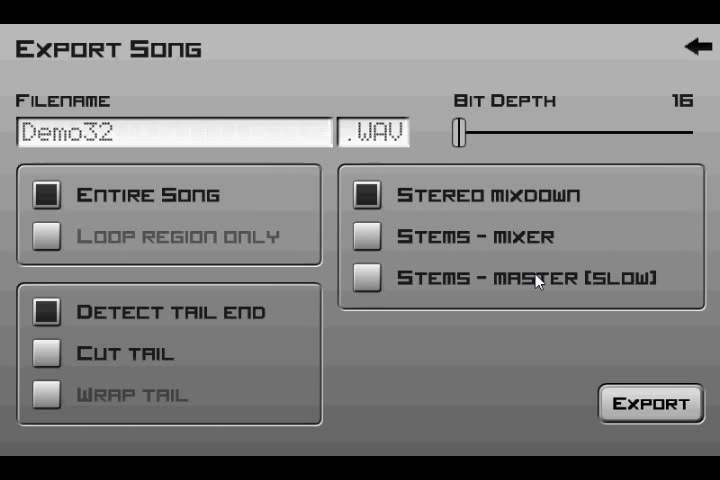 Export Song
Filename
Bit Depth 16
Demo32 .WAV
Entire Song
Loop region only
Stereo mixdown
Stems - mixer
Stems - master [slow]
Detect tail end
Cut tail
Wrap tail
Export